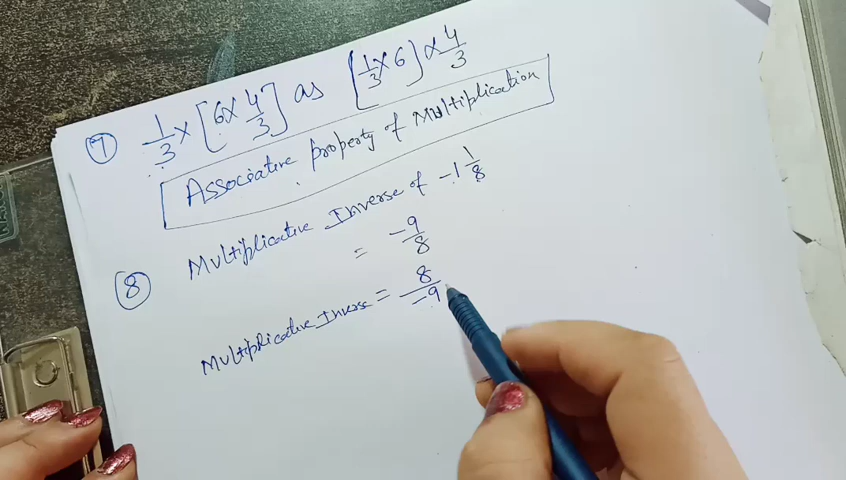 7 1/3 × [6 × 4/3] as [1/3 × 6] × 4/3
Associative property of Multiplication
8 Multiplicative Inverse of -1 1/8
= -9/8
Multiplicative Inverse = 8/-9